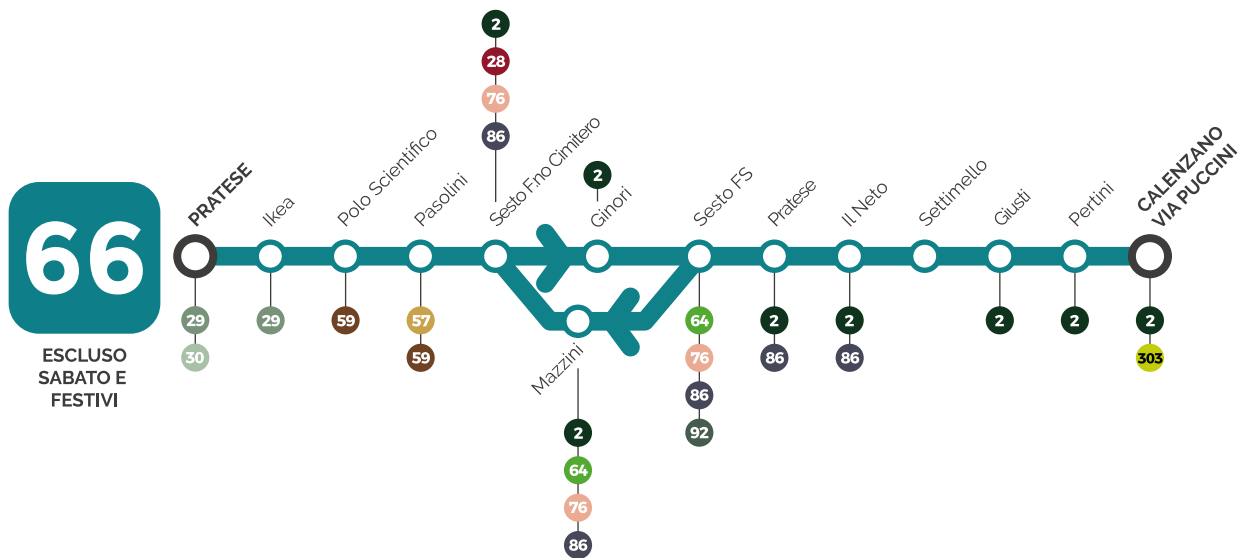 66
ESCLUSO
SABATO E
FESTIVI
PRATESE
29
30
Ikea
29
Polo Scientifico
59
Pasolini
57
59
2
28
76
86
Sesto F.no Cimitero
2
Ginori
Mazzini
2
64
76
86
Sesto FS
64
76
86
92
Pratese
2
86
Il Neto
2
86
Settimello
Giusti
2
Pertini
2
CALENZANO
VIA PUCCINI
2
303